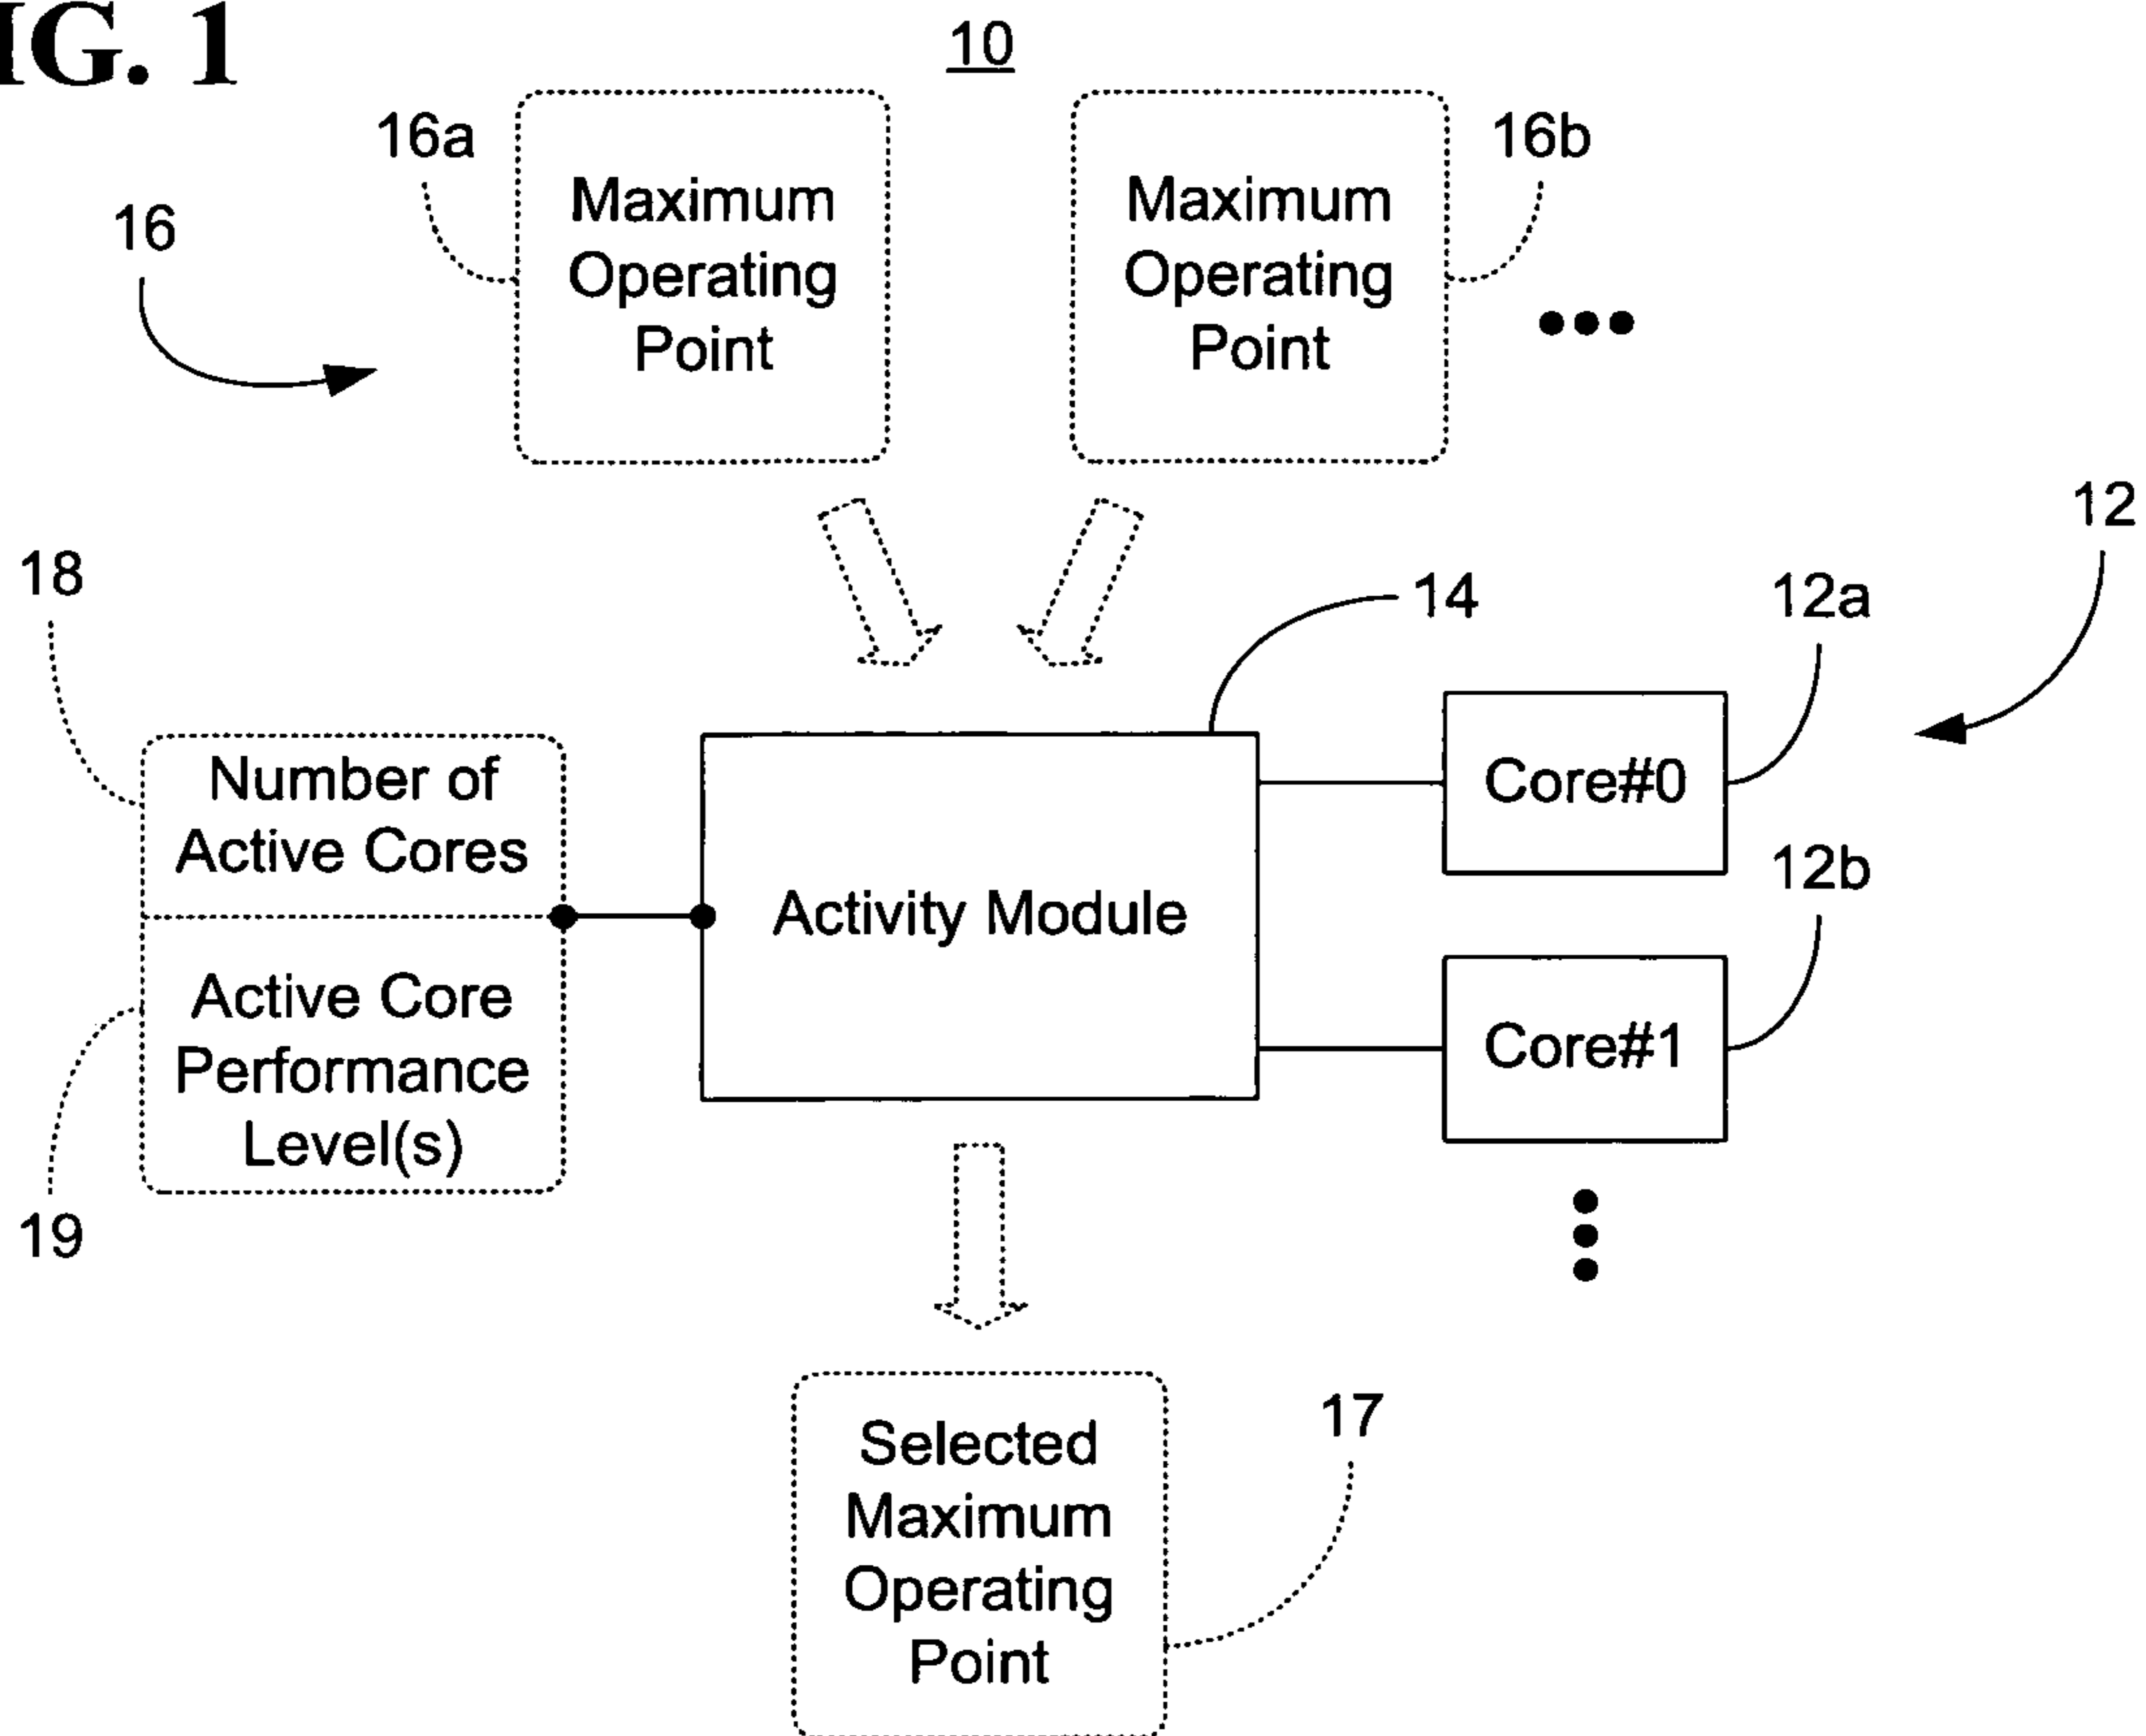 IG. 1
10
16a
16b
16
Maximum
Operating
Point
Maximum
Operating
Point
12
18
14
12a
Number of
Active Cores
Core#0
12b
Activity Module
Active Core
Performance
Level(s)
Core#1
19
17
Selected
Maximum
Operating
Point